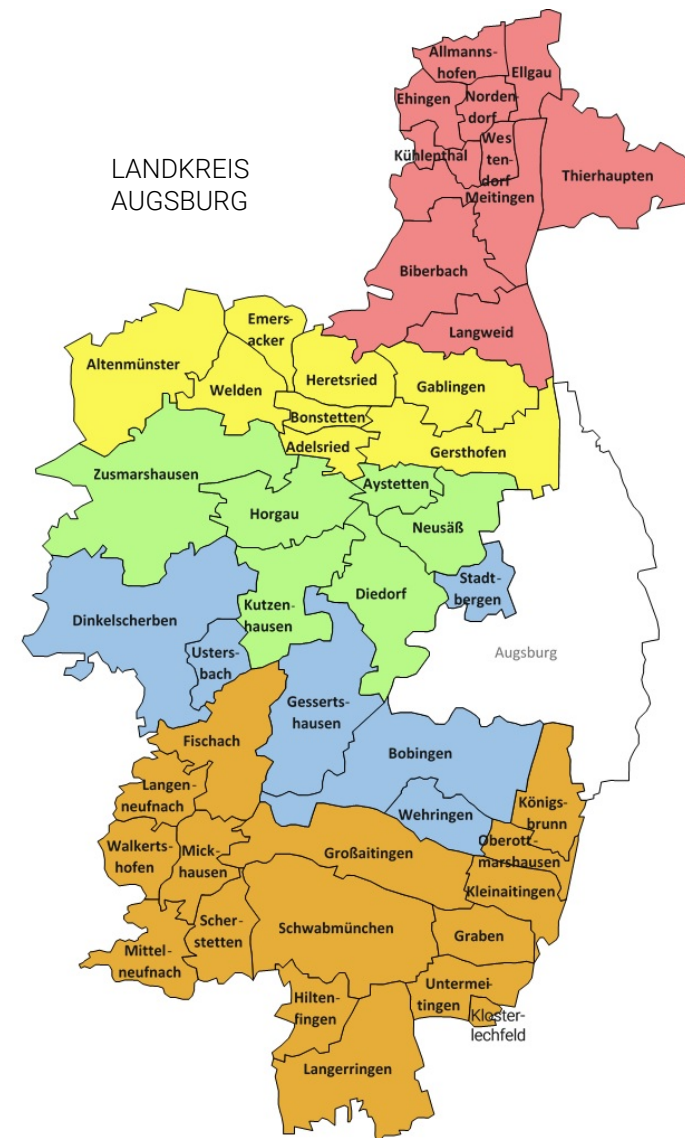 Allmanns-
hofen
Ellgau
Ehingen
Norden-
dorf
Wes
ten-
dorf
Kühlenthal
Thierhaupten
Meitingen
LANDKREIS
AUGSBURG
Biberbach
Langweid
Emers-
acker
Altenmünster
Welden
Heretsried
Gablingen
Bonstetten
Adelsried
Gersthofen
Zusmarshausen
Aystetten
Horgau
Neusäß
Stadt-
bergen
Diedorf
Kutzen-
hausen
Dinkelscherben
Usters-
bach
Augsburg
Gesserts-
hausen
Fischach
Bobingen
Langen-
neufnach
Königs-
brunn
Wehringen
Walkerts-
hofen
Mick-
hausen
Großaitingen
Oberott-
marshausen
Kleinaitingen
Scher-
stetten
Schwabmünchen
Graben
Mittel-
neufnach
Untermei-
tingen
Hilten-
fingen
Kloster-
lechfeld
Langerringen